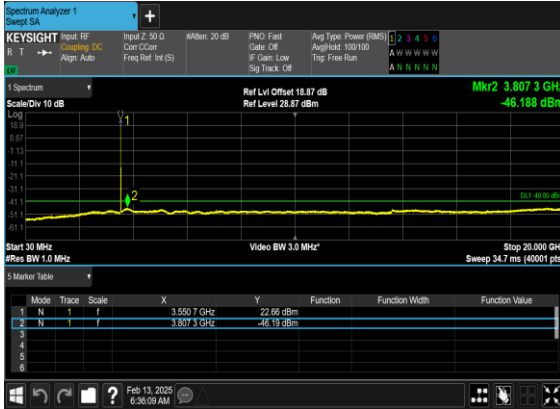 Spectrum Analyzer 1
Swept SA
+
KEYSIGHT Input: RF Input Z: 50 Ω #Atten: 20 dB PNO: Fast Avg Type: Power (RMS) 1 2 3 4 5 6
R T Coupling: DC Corr CCorr Gate: Off Avg|Hold: 100/100 A W W W W W
Align: Auto Freq Ref: Int (S) IF Gain: Low Trig: Free Run
Sig Track: Off A N N N N N
1 Spectrum Ref Lvl Offset 18.87 dB Mkr2 3.807 3 GHz
Scale/Div 10 dB Ref Level 28.87 dBm -46.188 dBm
Log
18.9
8.87
-1.13
-11.1
-21.1
-31.1
-41.1
-51.1
-61.1
1
2
DL1 -40.00 dBm
Start 30 MHz Video BW 3.0 MHz* Stop 20.000 GHz
#Res BW 1.0 MHz Sweep 34.7 ms (40001 pts)
5 Marker Table
Mode Trace Scale X Y Function Function Width Function Value
1 N 1 f 3.550 7 GHz 22.66 dBm
2 N 1 f 3.807 3 GHz -46.19 dBm
3
4
5
6
? Feb 13, 2025
6:36:09 AM